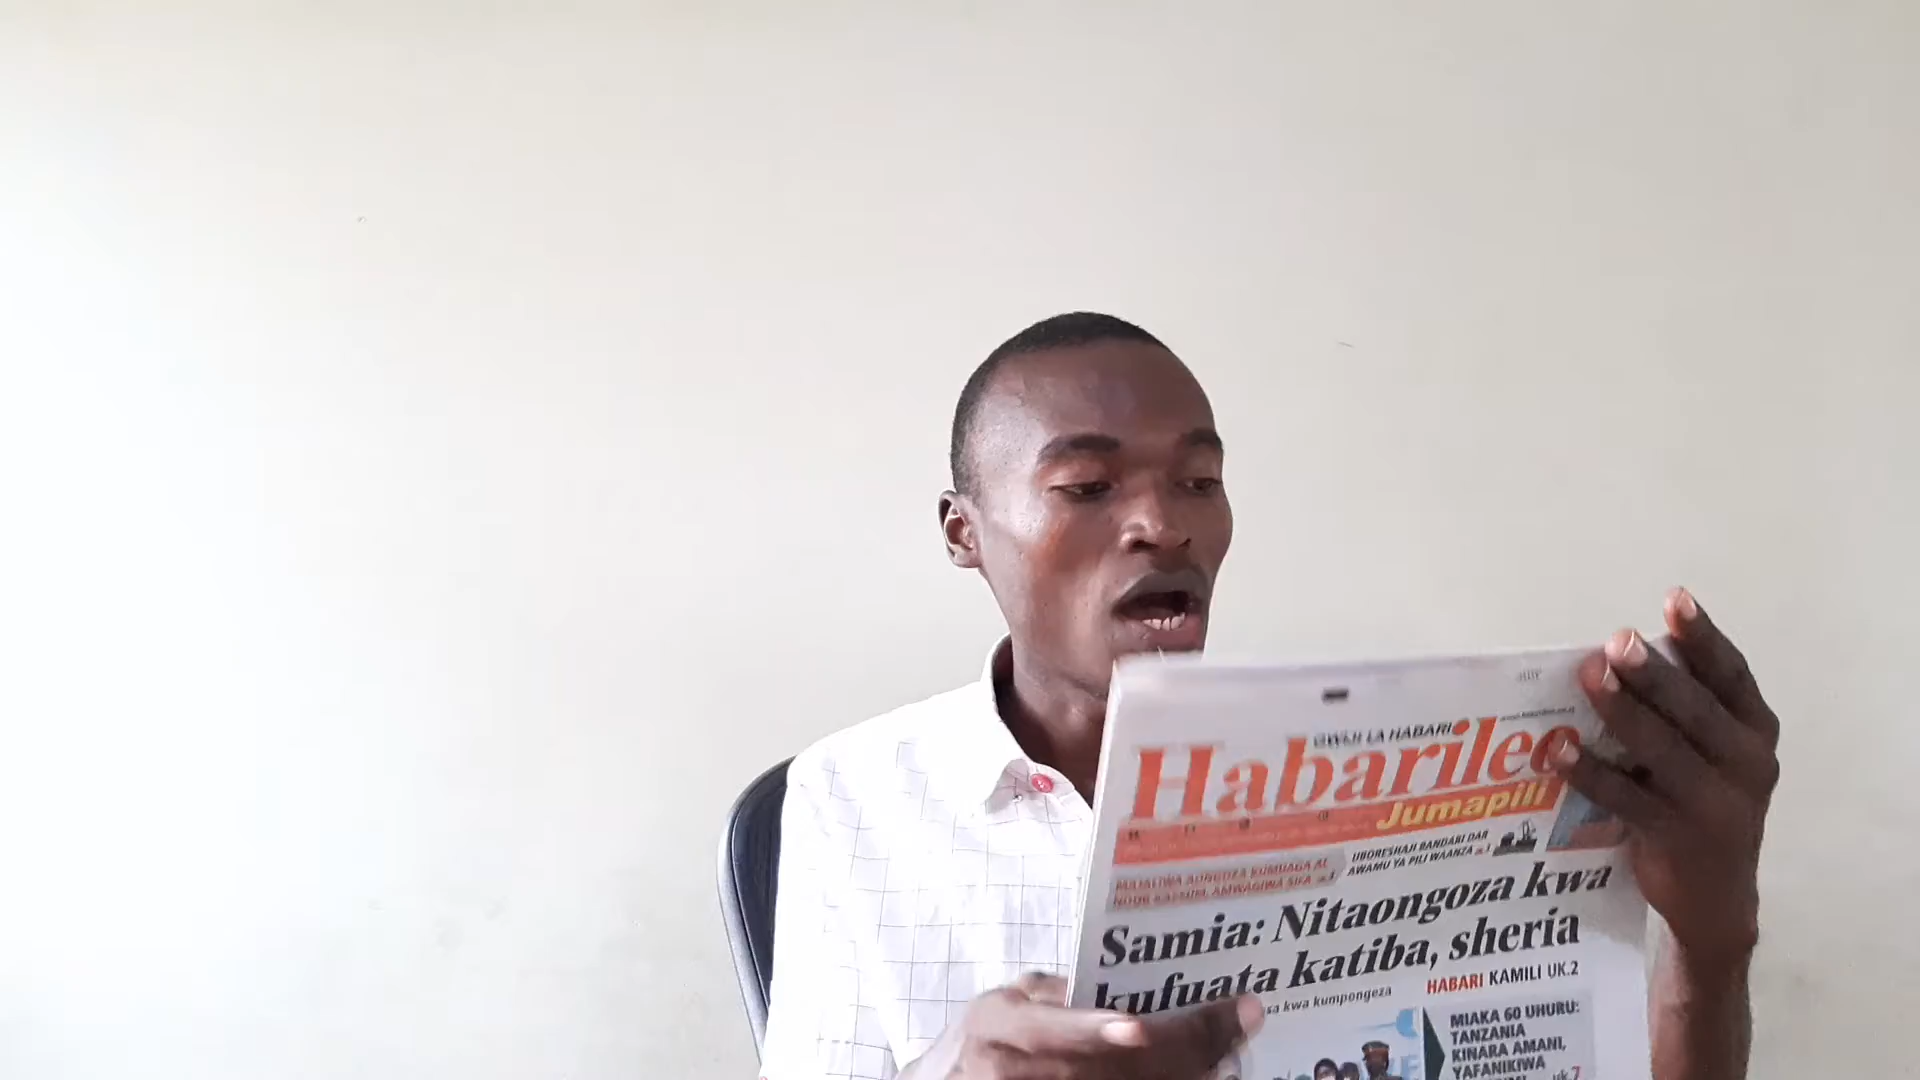 GWIJI LA HABARI
Habarileo
Jumapili
UBORESHAJI BANDARI DAR
AWAMU YA PILI WAANZA
Samia: Nitaongoza kwa
kufuata katiba, sheria
HABARI KAMILI UK.2
kwa kumpongeza
MIAKA 60 UHURU:
TANZANIA
KINARA AMANI,
YAFANIKIWA
UK.7